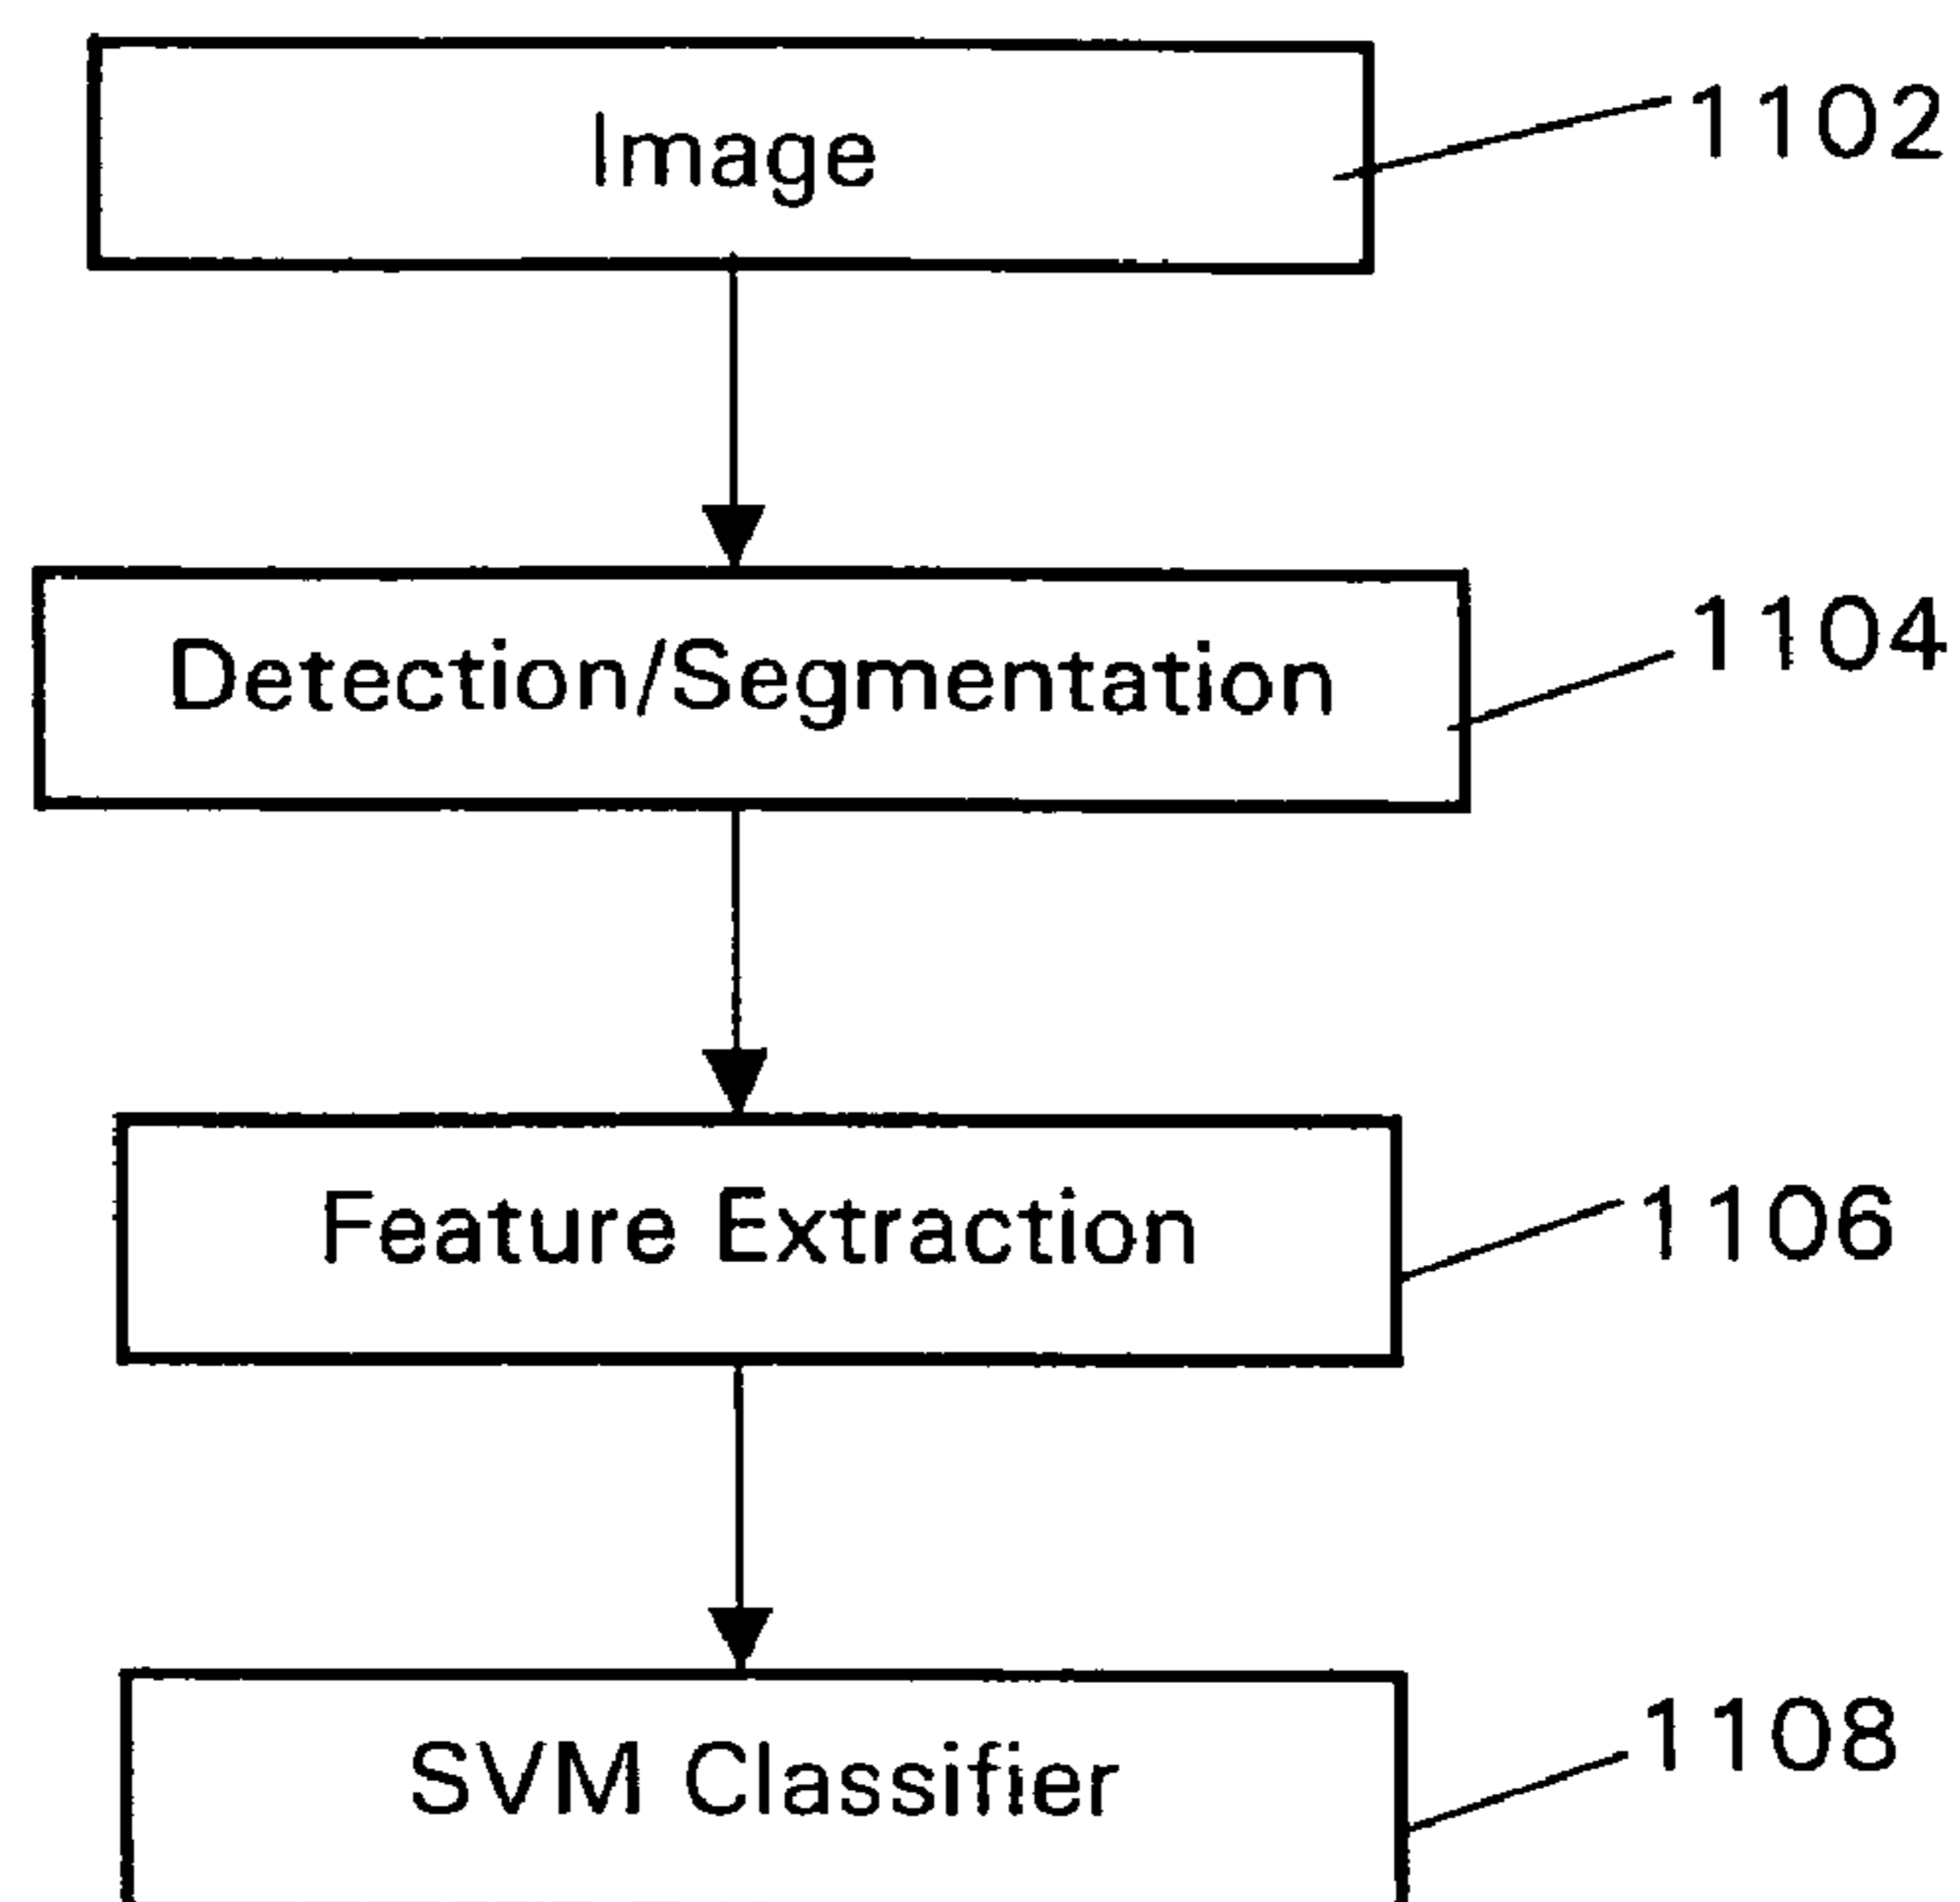 Image
1102
Detection/Segmentation
1104
Feature Extraction
1106
SVM Classifier
1108